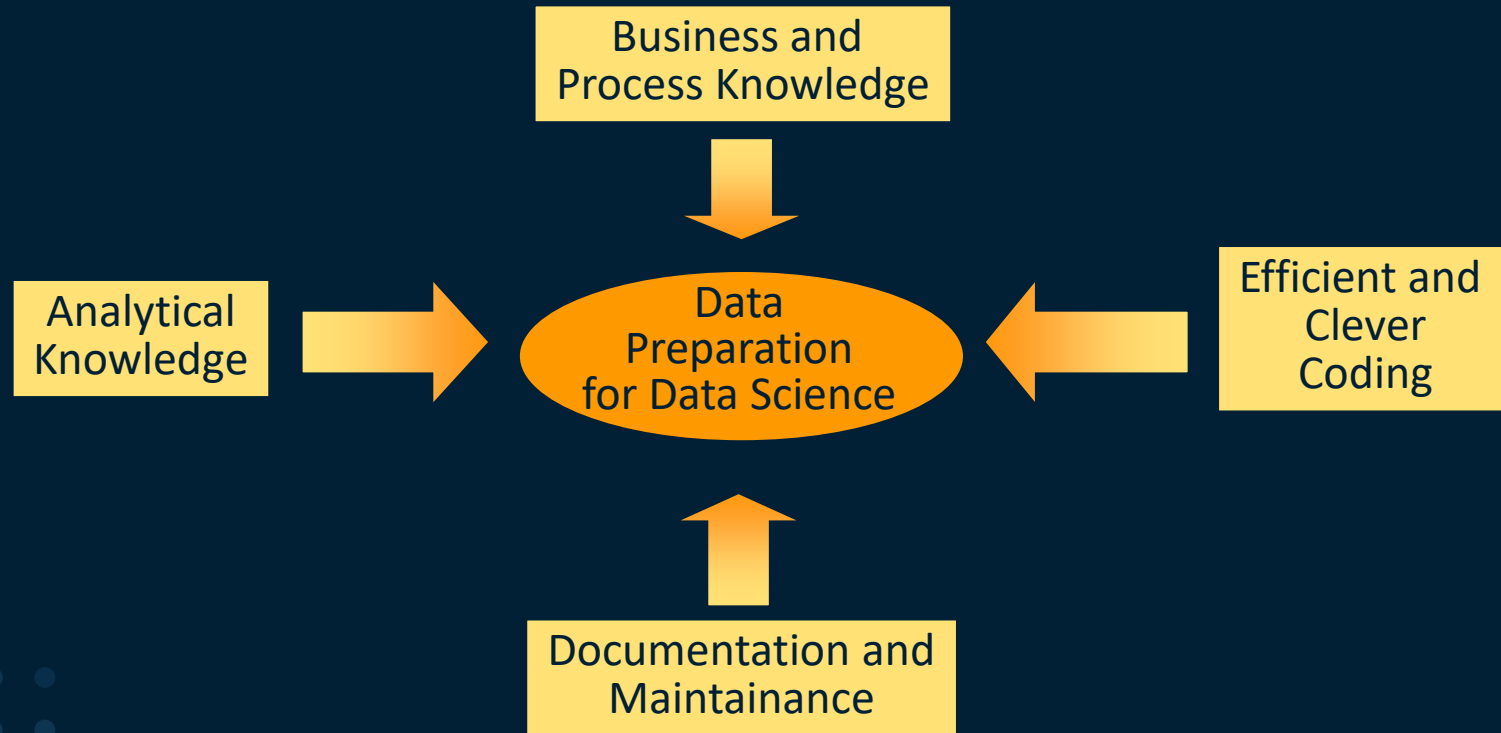 Business and
Process Knowledge
Analytical
Knowledge
Data
Preparation
for Data Science
Efficient and
Clever
Coding
Documentation and
Maintainance